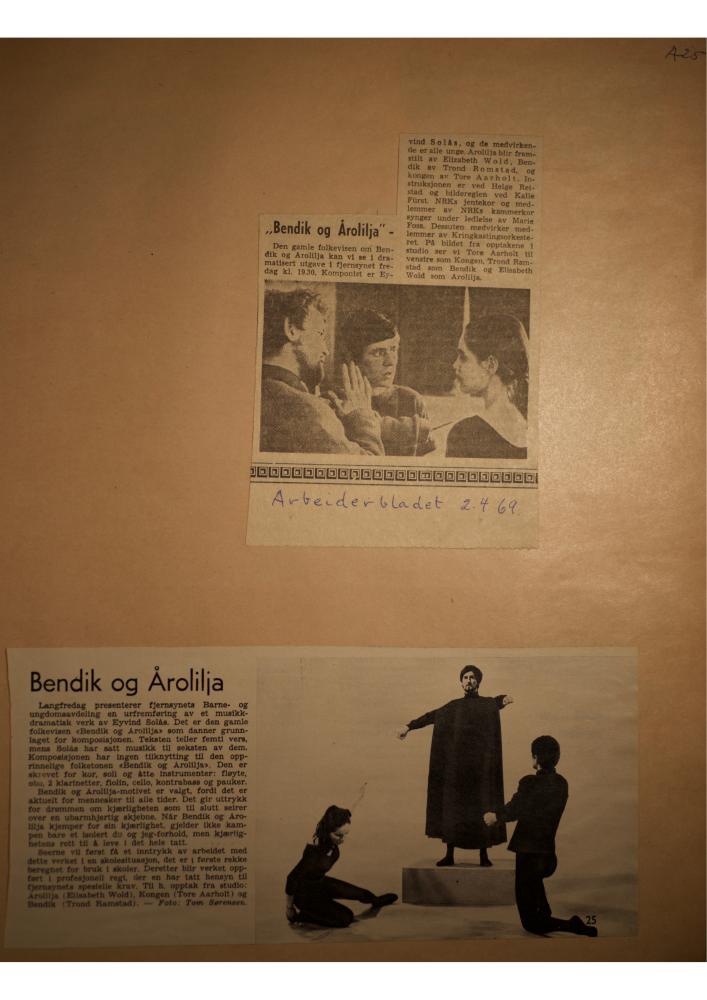 A-25
„Bendik og Årolilja” -
Den gamle folkevisen om Ben-
dik og Årolilja kan vi se i dra-
matisert utgave i fjernsynet fre-
dag kl. 19.30. Komponist er Ey-
vind Solås, og de medvirken-
de er alle unge. Årolilja blir frem-
stilt av Elizabeth Wold, Ben-
dik av Trond Romstad, og
kongen av Tore Aarholt. In-
struksjonen er ved Helge Rei-
stad og bilderegien ved Kalle
Fürst. NRKs jentekor og med-
lemmer av NRKs kammerkor
synger under ledelse av Marie
Foss. Dessuten medvirker med-
lemmer av Kringkastingsorkeste-
ret. På bildet fra opptakene i
studio ser vi Tore Aarholt til
venstre som Kongen, Trond Ram-
stad som Bendik og Elisabeth
Wold som Årolilja.
Arbeiderbladet 2.4 69.
Bendik og Årolilja
Langfredag presenterer fjernsynets Barne- og
ungdomsavdeling en urfremføring av et musikk-
dramatisk verk av Eyvind Solås. Det er den gamle
folkevisen «Bendik og Årolilja» som danner grunn-
laget for komposisjonen. Teksten teller femti vers,
mens Solås har satt musikk til seksten av dem.
Komposisjonen har ingen tilknytning til den opp-
rinnelige folketonen «Bendik og Årolilja». Den er
skrevet for kor, soli og åtte instrumenter: fløyte,
obo, 2 klarinetter, fiolin, cello, kontrabass og pauker.
Bendik og Årolilja-motivet er valgt, fordi det er
aktuelt for mennesker til alle tider. Det gir uttrykk
for drømmen om kjærligheten som til slutt seirer
over en ubarmhjertig skjebne. Når Bendik og Åro-
lilja kjemper for sin kjærlighet, gjelder ikke kam-
pen bare et isolert du og jeg-forhold, men kjærlig-
hetens rett til å leve i det hele tatt.
Seerne vil først få et inntrykk av arbeidet med
dette verket i en skolesituasjon, det er i første rekke
beregnet for bruk i skoler. Deretter blir verket opp-
ført i profesjonell regi, der en har tatt hensyn til
fjernsynets spesielle krav. Til h. opptak fra studio:
Årolilja (Elisabeth Wold), Kongen (Tore Aarholt) og
Bendik (Trond Ramstad). — Foto: Tom Sørensen.
25